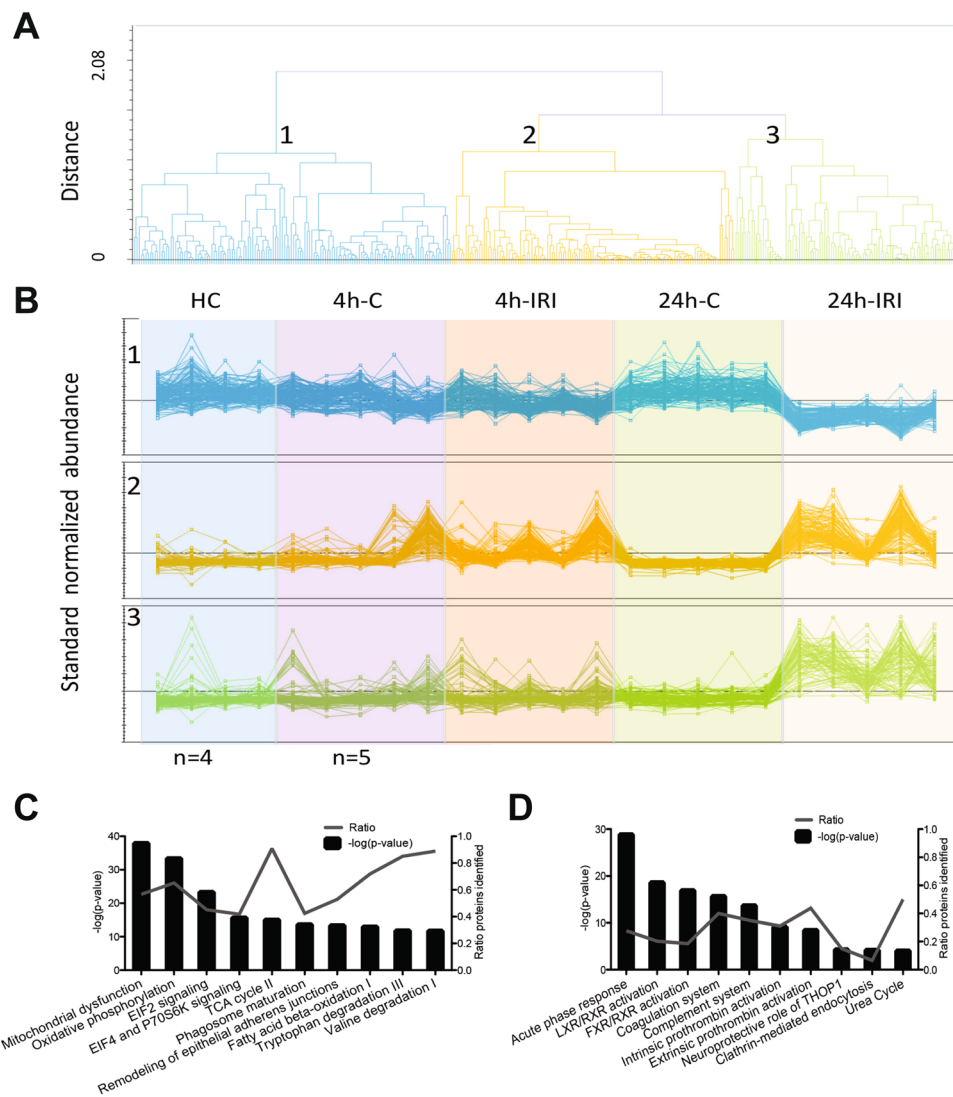 A
Distance
2.08
0
1
2
3
B
HC
4h-C
4h-IRI
24h-C
24h-IRI
Standard normalized abundance
1
2
3
n=4
n=5
C
Ratio
-log(p-value)
-log(p-value)
40
30
20
10
0
Ratio proteins identified
1.0
0.8
0.6
0.4
0.2
0.0
Mitochondrial dysfunction
Oxidative phosphorylation
EIF2 signaling
EIF4 and P70S6K signaling
TCA cycle II
Phagosome maturation
Remodeling of epithelial adherens junctions
Fatty acid beta-oxidation I
Tryptophan degradation III
Valine degradation I
D
Ratio
-log(p-value)
-log(p-value)
30
20
10
0
Ratio proteins identified
1.0
0.8
0.6
0.4
0.2
0.0
Acute phase response
LXR/RXR activation
FXR/RXR activation
Coagulation system
Complement system
Intrinsic prothrombin activation
Extrinsic prothrombin activation
Neuroprotective role of THOP1
Clathrin-mediated endocytosis
Urea Cycle